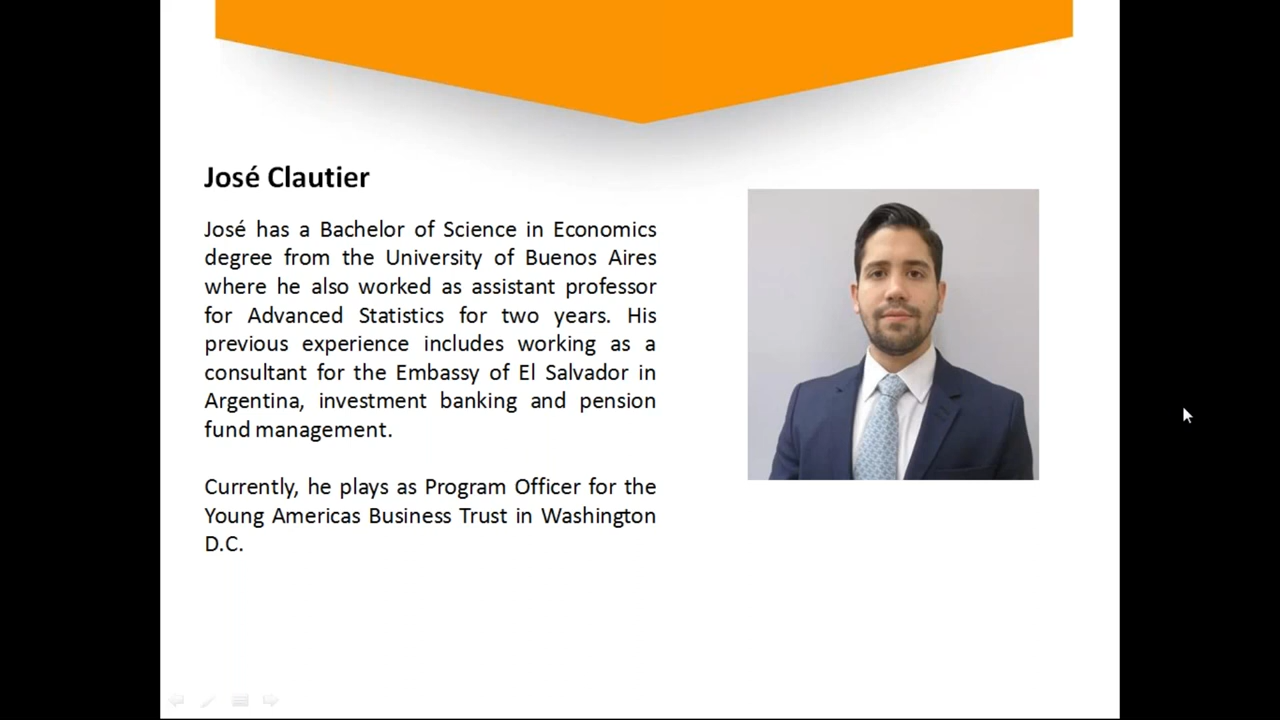 José Clautier
José has a Bachelor of Science in Economics
degree from the University of Buenos Aires
where he also worked as assistant professor
for Advanced Statistics for two years. His
previous experience includes working as a
consultant for the Embassy of El Salvador in
Argentina, investment banking and pension
fund management.
Currently, he plays as Program Officer for the
Young Americas Business Trust in Washington
D.C.